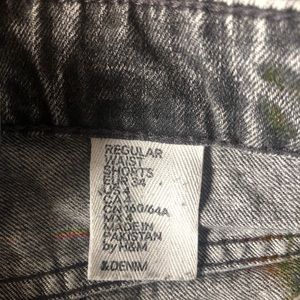 REGULAR
WAIST
SHORTS
EUR 34
US 4
CA 4
CN 160/64A
MX 4
MADE IN
PAKISTAN
by H&M
&DENIM